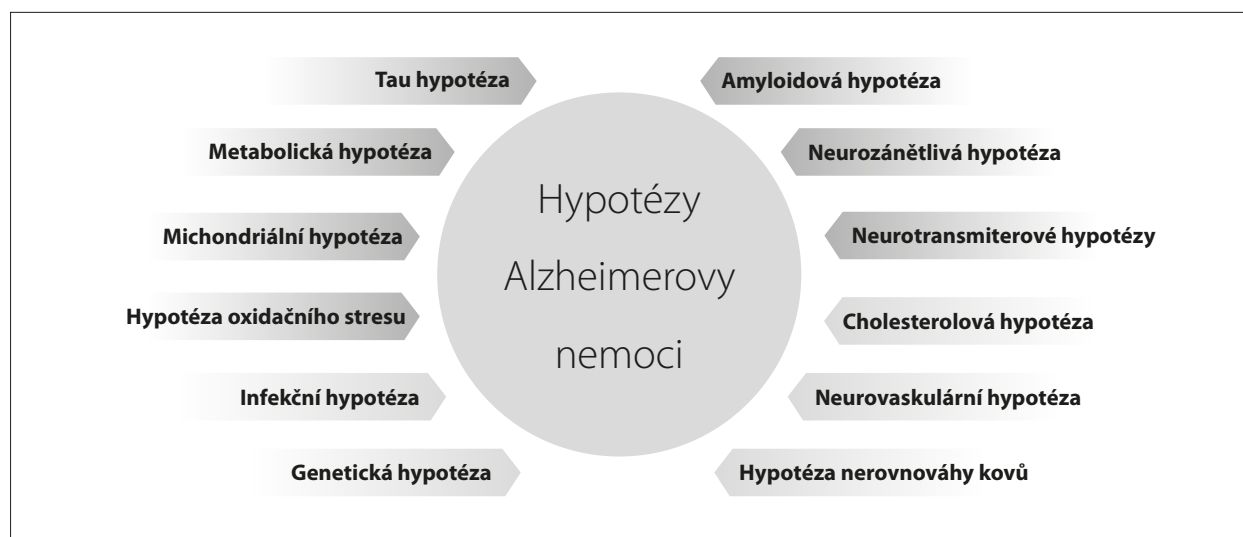 Tau hypotéza
Amyloidová hypotéza
Metabolická hypotéza
Neurozánětlivá hypotéza
Michondriální hypotéza
Neurotransmiterové hypotézy
Hypotéza oxidačního stresu
Cholesterolová hypotéza
Infekční hypotéza
Neurovaskulární hypotéza
Genetická hypotéza
Hypotéza nerovnováhy kovů
Hypotézy
Alzheimerovy
nemoci